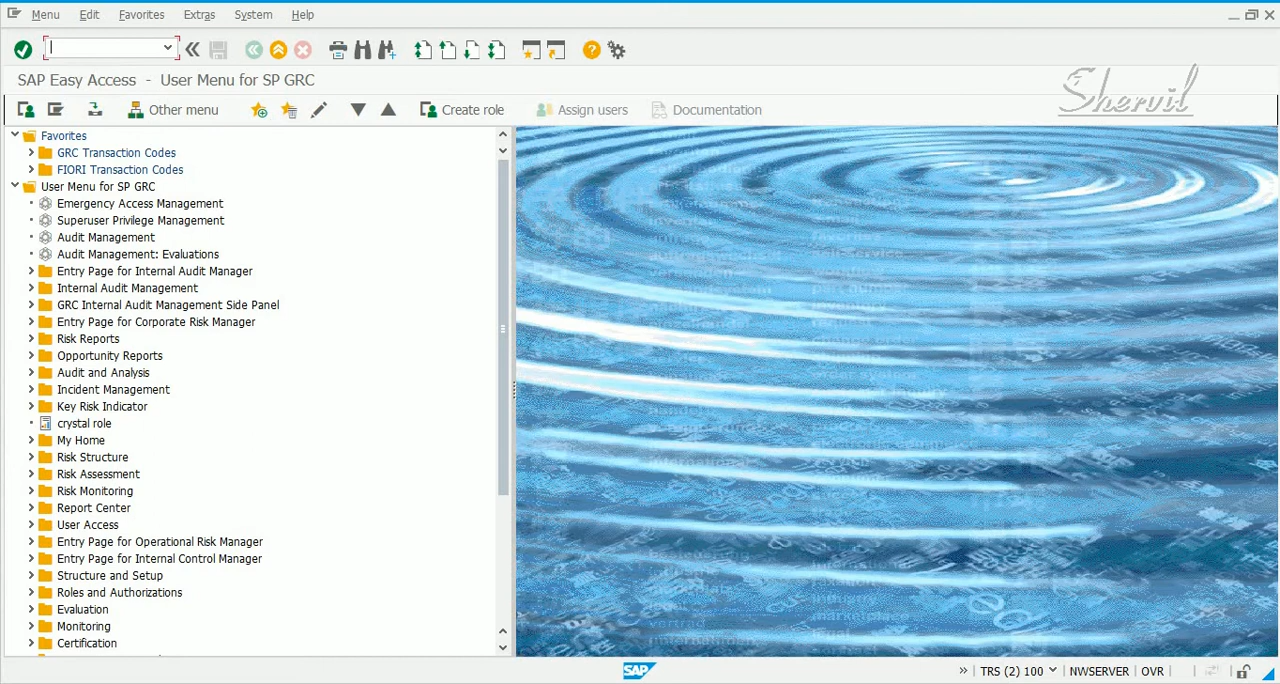 Menu Edit Favorites Extras System Help
SAP Easy Access - User Menu for SP GRC
Shervil
Other menu Create role Assign users Documentation
Favorites
GRC Transaction Codes
FIORI Transaction Codes
User Menu for SP GRC
Emergency Access Management
Superuser Privilege Management
Audit Management
Audit Management: Evaluations
Entry Page for Internal Audit Manager
Internal Audit Management
GRC Internal Audit Management Side Panel
Entry Page for Corporate Risk Manager
Risk Reports
Opportunity Reports
Audit and Analysis
Incident Management
Key Risk Indicator
crystal role
My Home
Risk Structure
Risk Assessment
Risk Monitoring
Report Center
User Access
Entry Page for Operational Risk Manager
Entry Page for Internal Control Manager
Structure and Setup
Roles and Authorizations
Evaluation
Monitoring
Certification
marketplace
vertrag
SAP TRS (2) 100 NWSERVER OVR